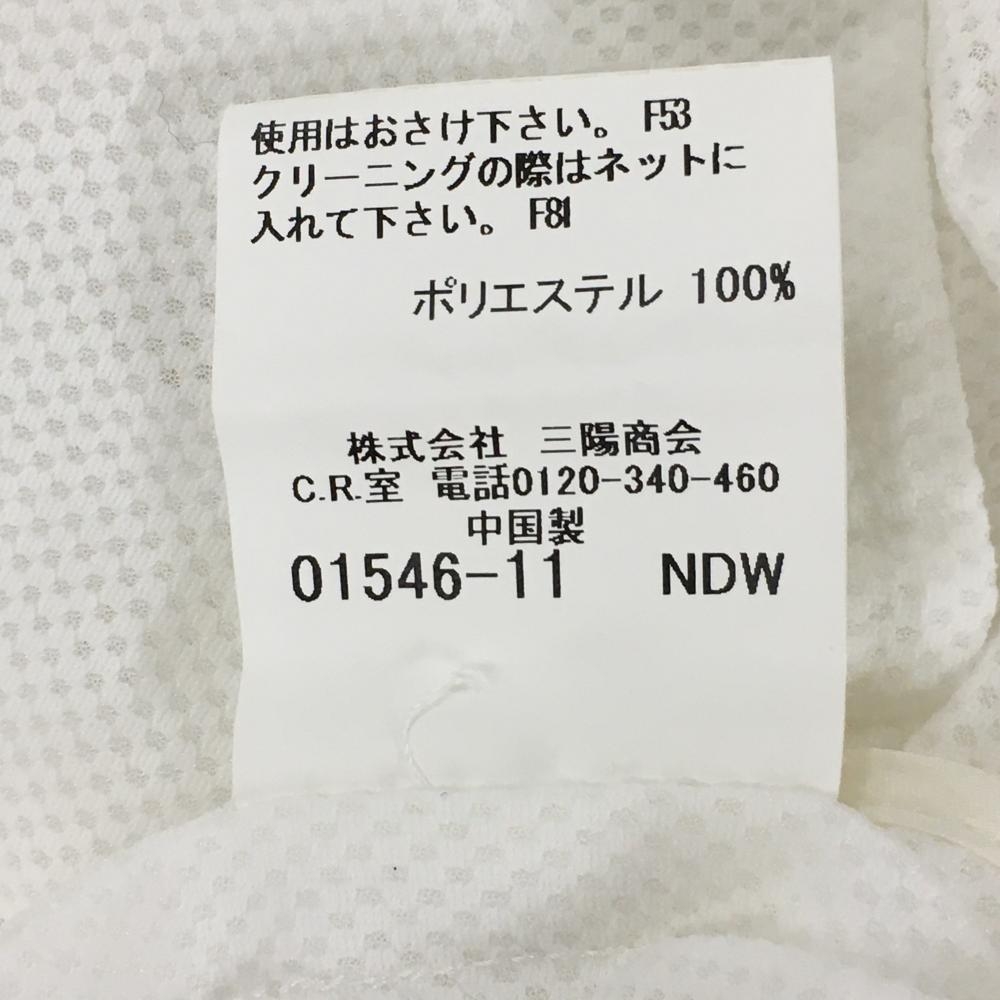 使用はおさけ下さい。 F53
クリーニングの際はネットに
入れて下さい。 F81
ポリエステル 100%
株式会社 三陽商会
C.R.室 電話0120-340-460
中国製
01546-11 NDW